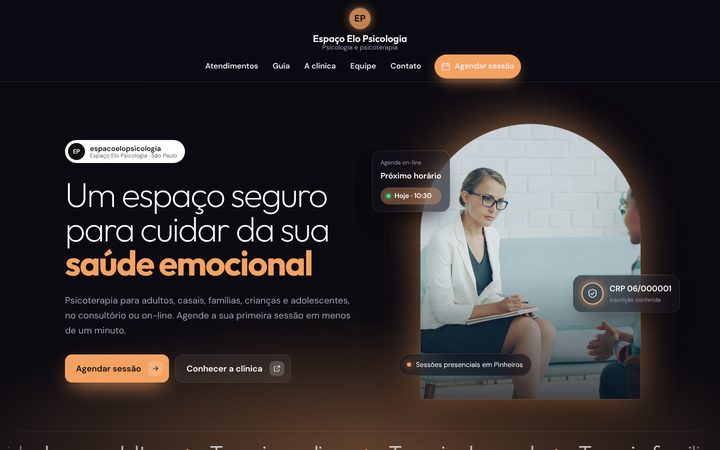 EP
Espaço Elo Psicologia
Psicologia e psicoterapia
Atendimentos
Guia
A clínica
Equipe
Contato
Agendar sessão
EP
espacoelopsicologia
Espaço Elo Psicologia · São Paulo
Um espaço seguro
para cuidar da sua
saúde emocional
Psicoterapia para adultos, casais, famílias, crianças e adolescentes,
no consultório ou on-line. Agende a sua primeira sessão em menos
de um minuto.
Agendar sessão
Conhecer a clínica
Agenda on-line
Próximo horário
Hoje · 10:30
CRP 06/000001
inscrição conferida
Sessões presenciais em Pinheiros